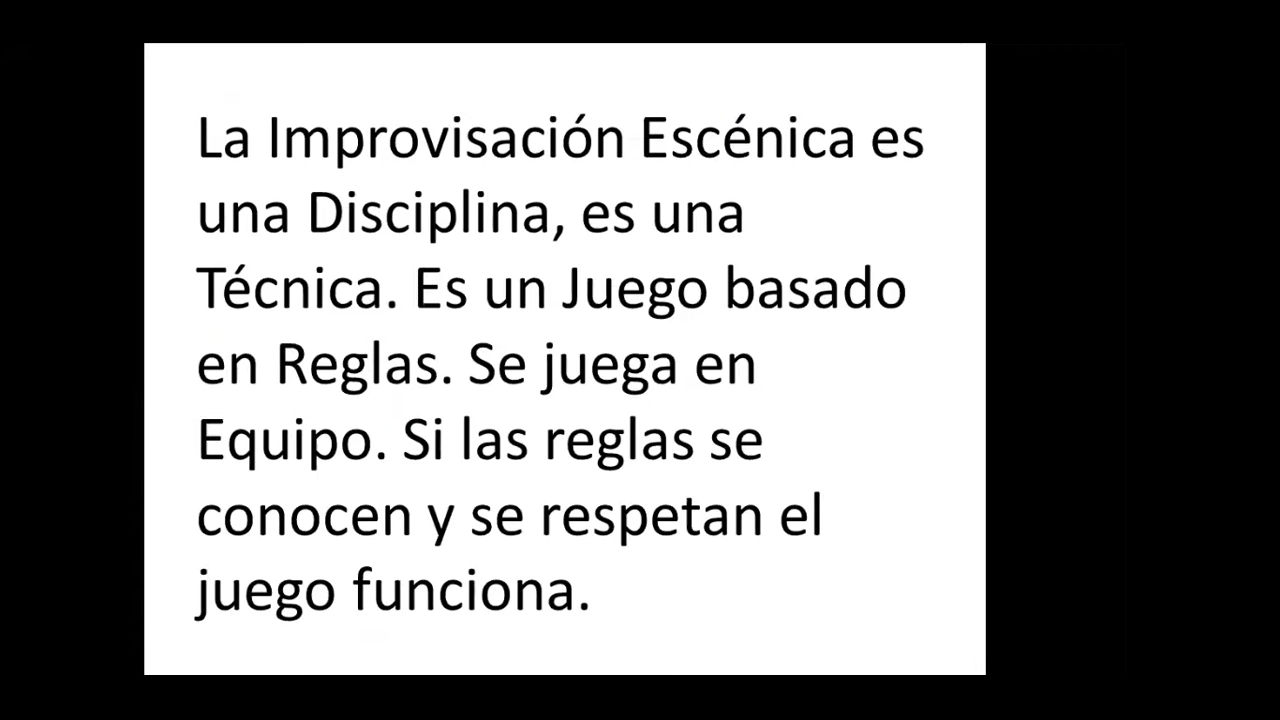 La Improvisación Escénica es
una Disciplina, es una
Técnica. Es un Juego basado
en Reglas. Se juega en
Equipo. Si las reglas se
conocen y se respetan el
juego funciona.